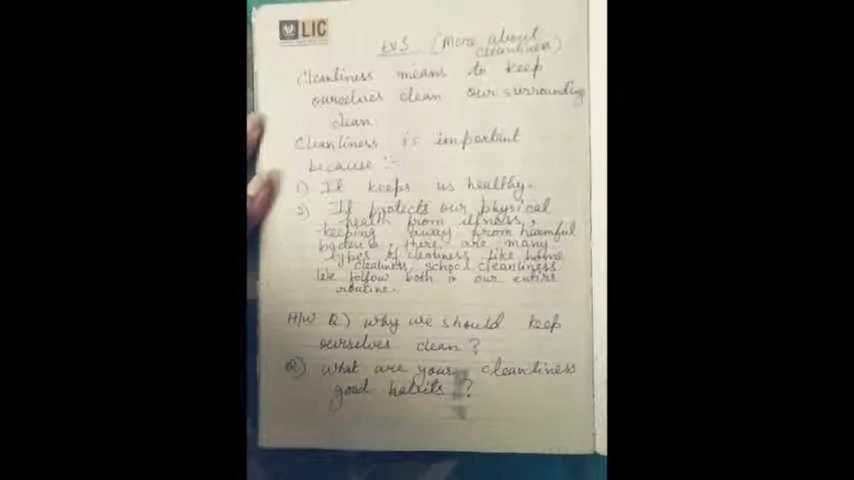 LIC
EVS (More about
cleanliness)
Cleanliness means to keep
ourselves clean our surrounding
clean.
Cleanliness is important
because :-
1) It keeps us healthy.
2) It protects our physical
health from illness,
keeping away from harmful
bacteria, there are many
types of cleanliness like home
cleanliness, school cleanliness.
We follow both in our entire
routine.
H/W Q) why we should keep
ourselves clean?
Q) what are your cleanliness
good habits ?